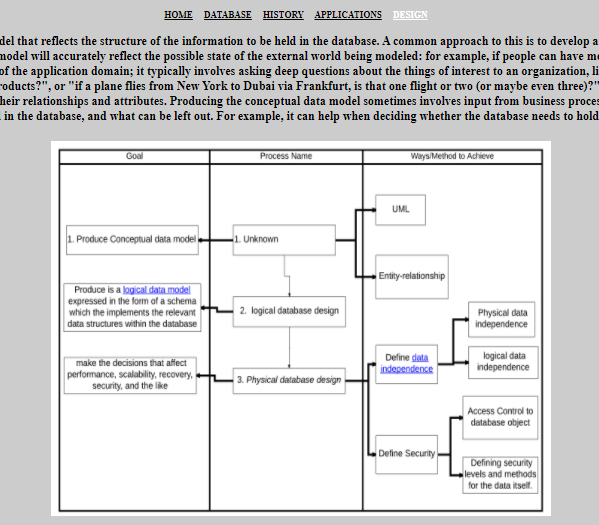 HOME DATABASE HISTORY APPLICATIONS DESIGN
del that reflects the structure of the information to be held in the database. A common approach to this is to develop a
model will accurately reflect the possible state of the external world being modeled: for example, if people can have
of the application domain; it typically involves asking deep questions about the things of interest to an organization,
roducts?", or "if a plane flies from New York to Dubai via Frankfurt, is that one flight or two (or maybe even three)?"
heir relationships and attributes. Producing the conceptual data model sometimes involves input from business
in the database, and what can be left out. For example, it can help when deciding whether the database needs to hold
Goal Process Name Ways/Method to Achieve
UML
1. Produce Conceptual data model
1. Unknown
Entity-relationship
Produce is a logical data model
expressed in the form of a schema
which the implements the relevant
data structures within the database
2. logical database design
Physical data
independence
make the decisions that affect
performance, scalability, recovery,
security, and the like
3. Physical database design
Define data
independence
logical data
independence
Access Control to
database object
Define Security
Defining security
levels and methods
for the data itself.